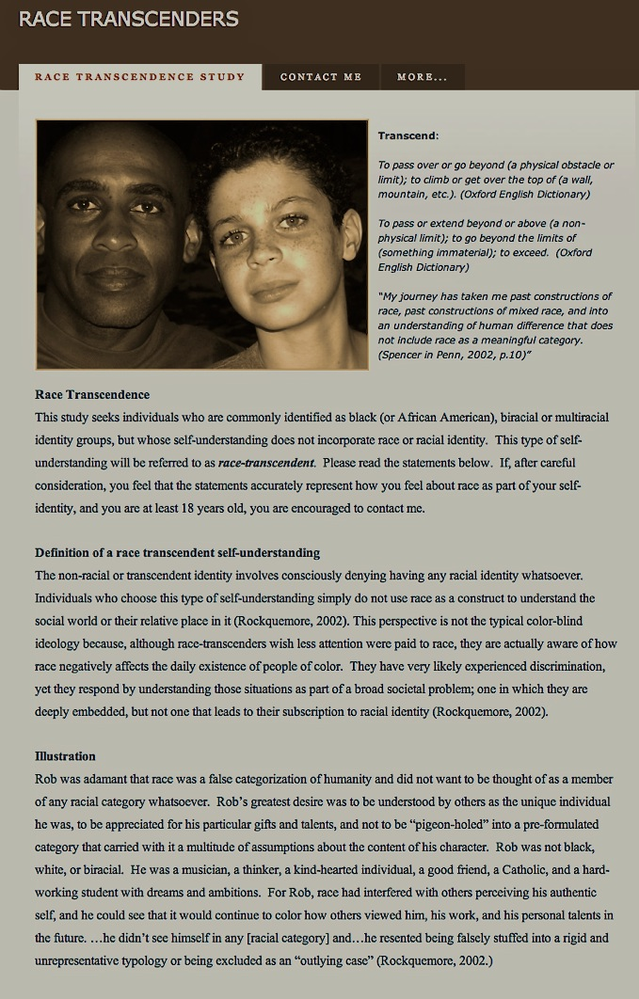 RACE TRANSCENDERS
RACE TRANSCENDENCE STUDY
CONTACT ME
MORE...
Transcend:
To pass over or go beyond (a physical obstacle or
limit); to climb or get over the top of (a wall,
mountain, etc.). (Oxford English Dictionary)
To pass or extend beyond or above (a non-
physical limit); to go beyond the limits of
(something immaterial); to exceed.  (Oxford
English Dictionary)
“My journey has taken me past constructions of
race, past constructions of mixed race, and into
an understanding of human difference that does
not include race as a meaningful category.
(Spencer in Penn, 2002, p.10)”
Race Transcendence
This study seeks individuals who are commonly identified as black (or African American), biracial or multiracial
identity groups, but whose self-understanding does not incorporate race or racial identity.  This type of self-
understanding will be referred to as race-transcendent.  Please read the statements below.  If, after careful
consideration, you feel that the statements accurately represent how you feel about race as part of your self-
identity, and you are at least 18 years old, you are encouraged to contact me.
Definition of a race transcendent self-understanding
The non-racial or transcendent identity involves consciously denying having any racial identity whatsoever.
Individuals who choose this type of self-understanding simply do not use race as a construct to understand the
social world or their relative place in it (Rockquemore, 2002). This perspective is not the typical color-blind
ideology because, although race-transcenders wish less attention were paid to race, they are actually aware of how
race negatively affects the daily existence of people of color.  They have very likely experienced discrimination,
yet they respond by understanding those situations as part of a broad societal problem; one in which they are
deeply embedded, but not one that leads to their subscription to racial identity (Rockquemore, 2002).
Illustration
Rob was adamant that race was a false categorization of humanity and did not want to be thought of as a member
of any racial category whatsoever.  Rob’s greatest desire was to be understood by others as the unique individual
he was, to be appreciated for his particular gifts and talents, and not to be “pigeon-holed” into a pre-formulated
category that carried with it a multitude of assumptions about the content of his character.  Rob was not black,
white, or biracial.  He was a musician, a thinker, a kind-hearted individual, a good friend, a Catholic, and a hard-
working student with dreams and ambitions.  For Rob, race had interfered with others perceiving his authentic
self, and he could see that it would continue to color how others viewed him, his work, and his personal talents in
the future. …he didn’t see himself in any [racial category] and…he resented being falsely stuffed into a rigid and
unrepresentative typology or being excluded as an “outlying case” (Rockquemore, 2002.)